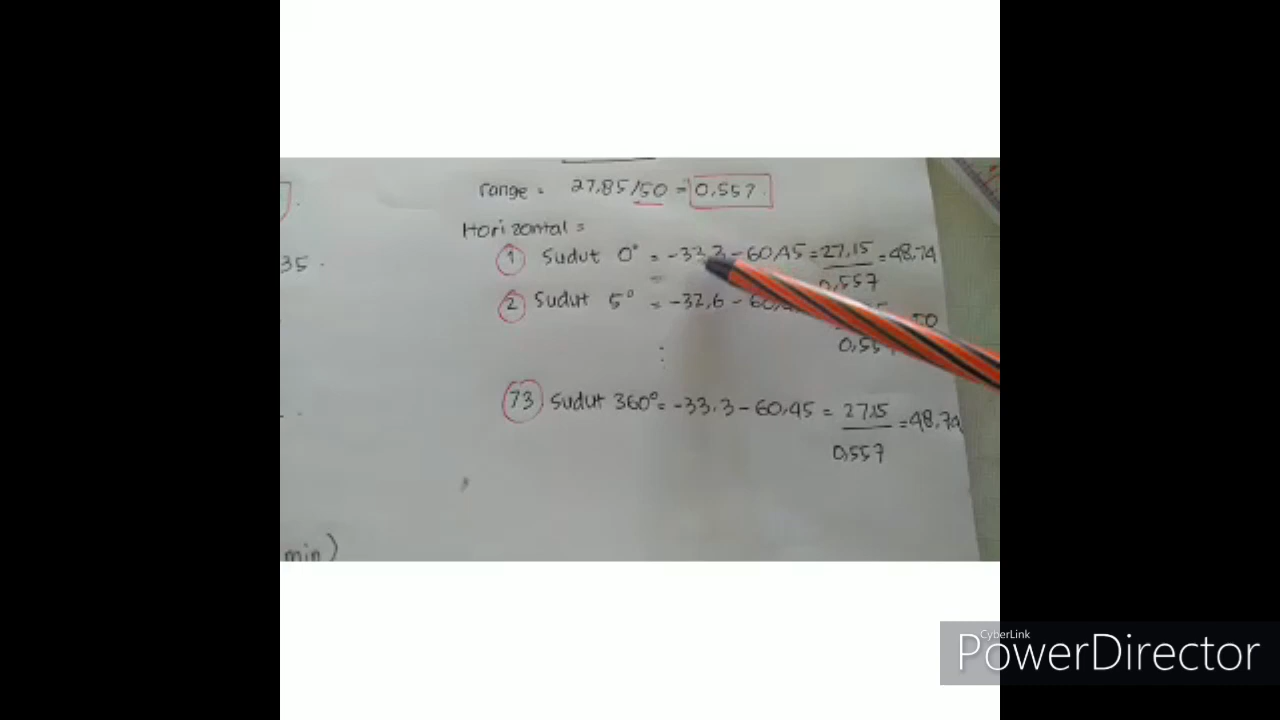 range = 27,85/50 = 0,557
Horizontal =
35
1 Sudut 0° = -33,3 - 60,45 = 27,15 = 48,74
0,557
2 Sudut 5° = -32,6 - 60
50
0,55
:
73 Sudut 360° = -33,3 - 60,45 = 27,15 = 48,74
0,557
min)
CyberLink
PowerDirector